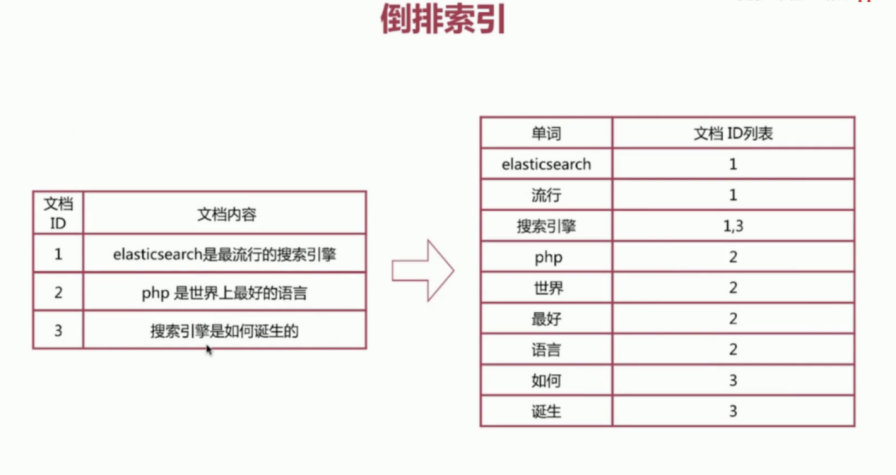 倒排索引
文档 ID 文档内容
1 elasticsearch是最流行的搜索引擎
2 php 是世界上最好的语言
3 搜索引擎是如何诞生的
单词 文档 ID列表
elasticsearch 1
流行 1
搜索引擎 1,3
php 2
世界 2
最好 2
语言 2
如何 3
诞生 3